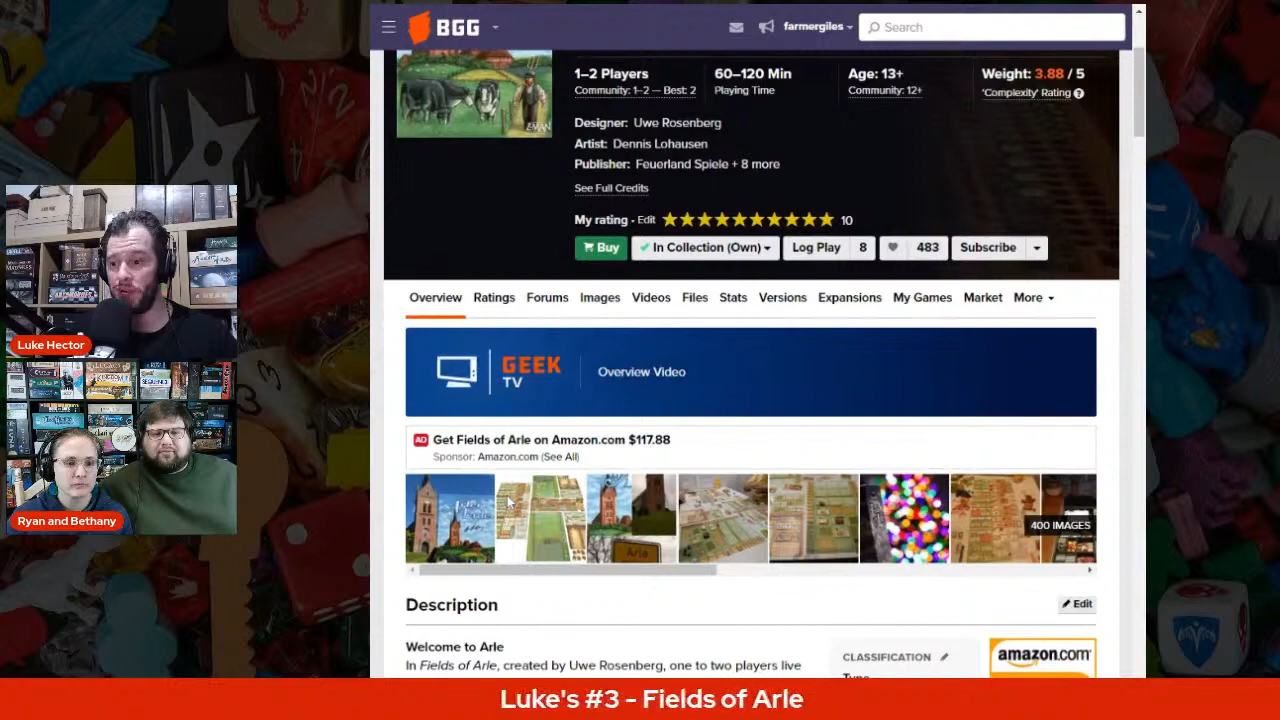 BGG
farmergiles
Search
1–2 Players
Community: 1–2 — Best: 2
60–120 Min
Playing Time
Age: 13+
Community: 12+
Weight: 3.88 / 5
'Complexity' Rating
Designer: Uwe Rosenberg
Artist: Dennis Lohausen
Publisher: Feuerland Spiele + 8 more
See Full Credits
My rating - Edit 10
Buy
In Collection (Own)
Log Play 8
483
Subscribe
Overview Ratings Forums Images Videos Files Stats Versions Expansions My Games Market More
GEEK
TV
Overview Video
AD Get Fields of Arle on Amazon.com $117.88
Sponsor: Amazon.com (See All)
Arle
400 IMAGES
Description
Edit
Welcome to Arle
In Fields of Arle, created by Uwe Rosenberg, one to two players live
CLASSIFICATION
Type
amazon.com
Luke Hector
Ryan and Bethany
Luke's #3 - Fields of Arle